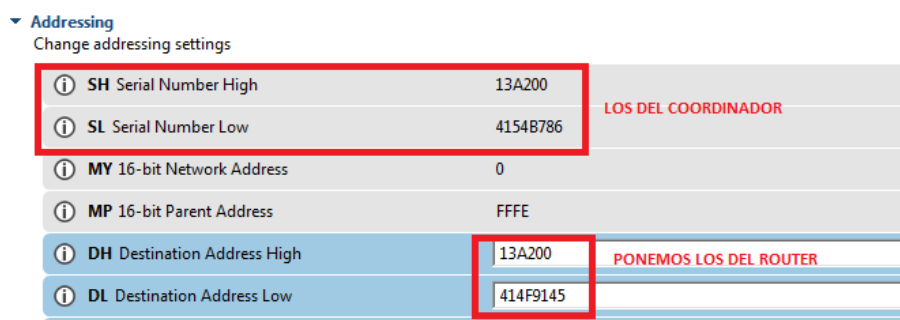 Addressing
Change addressing settings
SH Serial Number High 13A200
LOS DEL COORDINADOR
SL Serial Number Low 4154B786
MY 16-bit Network Address 0
MP 16-bit Parent Address FFFE
DH Destination Address High 13A200 PONEMOS LOS DEL ROUTER
DL Destination Address Low 414F9145